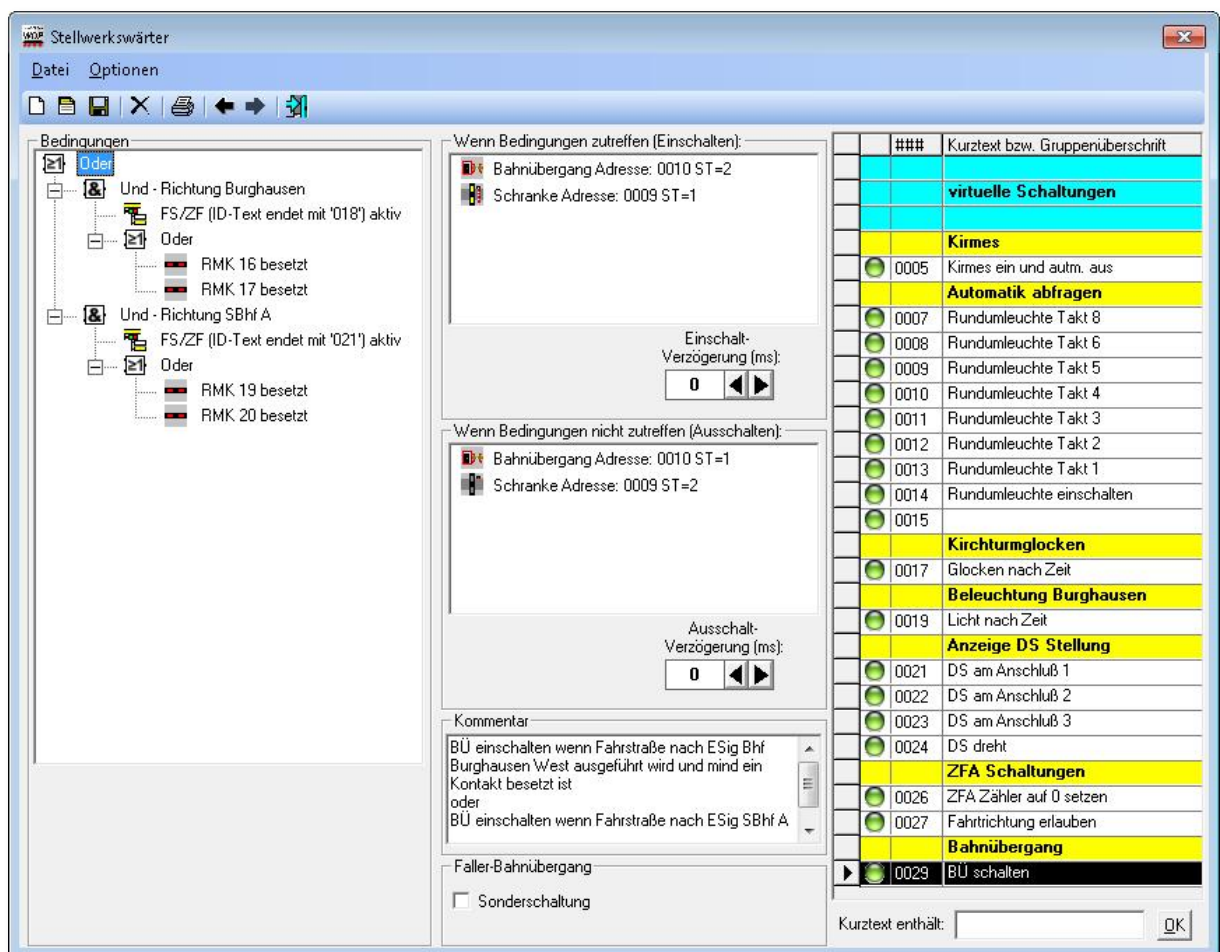 Stellwerkswärter
Datei Optionen
Bedingungen
≥1 Oder
& Und - Richtung Burghausen
FS/ZF (ID-Text endet mit '018') aktiv
≥1 Oder
RMK 16 besetzt
RMK 17 besetzt
& Und - Richtung SBhf A
FS/ZF (ID-Text endet mit '021') aktiv
≥1 Oder
RMK 19 besetzt
RMK 20 besetzt
Wenn Bedingungen zutreffen (Einschalten):
Bahnübergang Adresse: 0010 ST=2
Schranke Adresse: 0009 ST=1
Einschalt-
Verzögerung (ms):
0
Wenn Bedingungen nicht zutreffen (Ausschalten):
Bahnübergang Adresse: 0010 ST=1
Schranke Adresse: 0009 ST=2
Ausschalt-
Verzögerung (ms):
0
Kommentar
BÜ einschalten wenn Fahrstraße nach ESig Bhf
Burghausen West ausgeführt wird und mind ein
Kontakt besetzt ist
oder
BÜ einschalten wenn Fahrstraße nach ESig SBhf A
Faller-Bahnübergang
Sonderschaltung
### Kurztext bzw. Gruppenüberschrift
virtuelle Schaltungen
Kirmes
0005 Kirmes ein und autm. aus
Automatik abfragen
0007 Rundumleuchte Takt 8
0008 Rundumleuchte Takt 6
0009 Rundumleuchte Takt 5
0010 Rundumleuchte Takt 4
0011 Rundumleuchte Takt 3
0012 Rundumleuchte Takt 2
0013 Rundumleuchte Takt 1
0014 Rundumleuchte einschalten
0015
Kirchturmglocken
0017 Glocken nach Zeit
Beleuchtung Burghausen
0019 Licht nach Zeit
Anzeige DS Stellung
0021 DS am Anschluß 1
0022 DS am Anschluß 2
0023 DS am Anschluß 3
0024 DS dreht
ZFA Schaltungen
0026 ZFA Zähler auf 0 setzen
0027 Fahrtrichtung erlauben
Bahnübergang
0029 BÜ schalten
Kurztext enthält:
OK